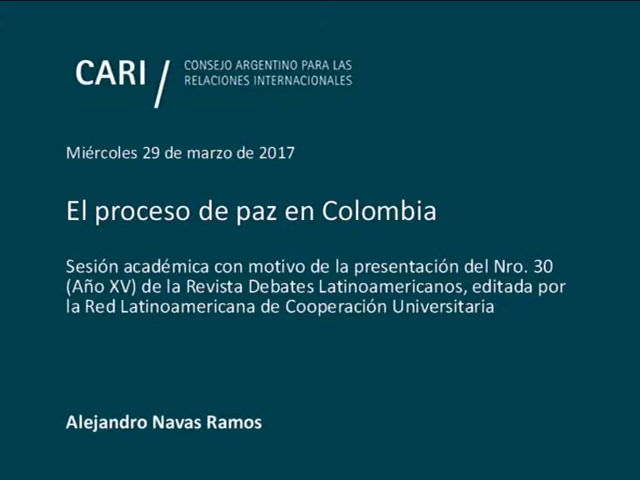 CARI /
CONSEJO ARGENTINO PARA LAS
RELACIONES INTERNACIONALES
Miércoles 29 de marzo de 2017
El proceso de paz en Colombia
Sesión académica con motivo de la presentación del Nro. 30
(Año XV) de la Revista Debates Latinoamericanos, editada por
la Red Latinoamericana de Cooperación Universitaria
Alejandro Navas Ramos